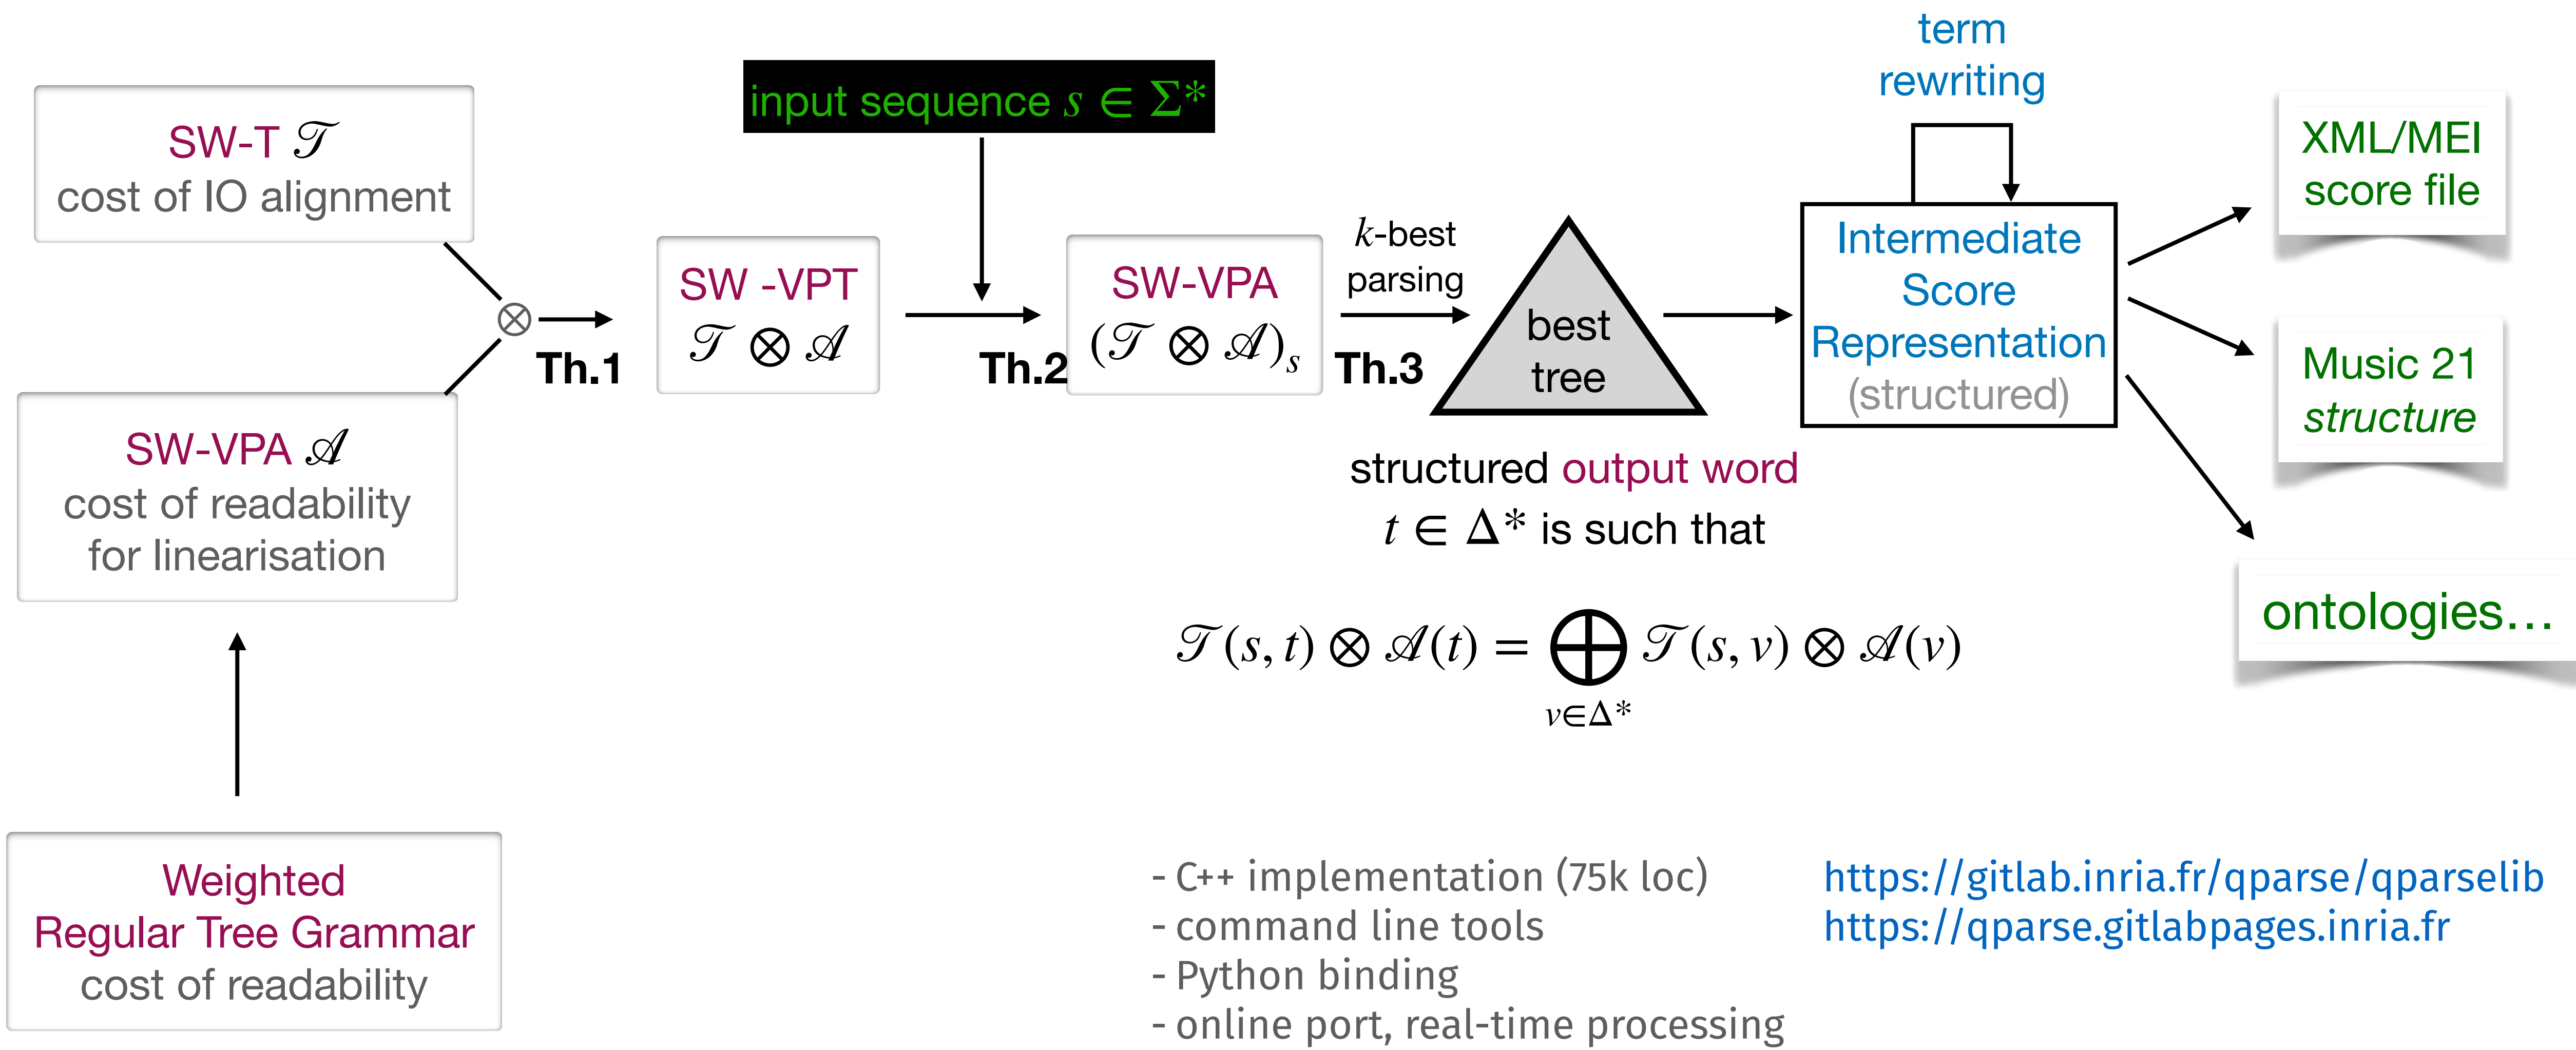 SW-T 𝒯
cost of IO alignment
SW-VPA 𝒜
cost of readability
for linearisation
Weighted
Regular Tree Grammar
cost of readability
⊗
Th.1
SW -VPT
𝒯 ⊗ 𝒜
input sequence s ∈ Σ*
Th.2
SW-VPA
(𝒯 ⊗ 𝒜)ₛ
k-best
parsing
Th.3
best
tree
structured output word
t ∈ Δ* is such that
𝒯(s, t) ⊗ 𝒜(t) = ⨁ 𝒯(s, v) ⊗ 𝒜(v)
v∈Δ*
term
rewriting
Intermediate
Score
Representation
(structured)
XML/MEI
score file
Music 21
structure
ontologies…
- C++ implementation (75k loc)
- command line tools
- Python binding
- online port, real-time processing
https://gitlab.inria.fr/qparse/qparselib
https://qparse.gitlabpages.inria.fr